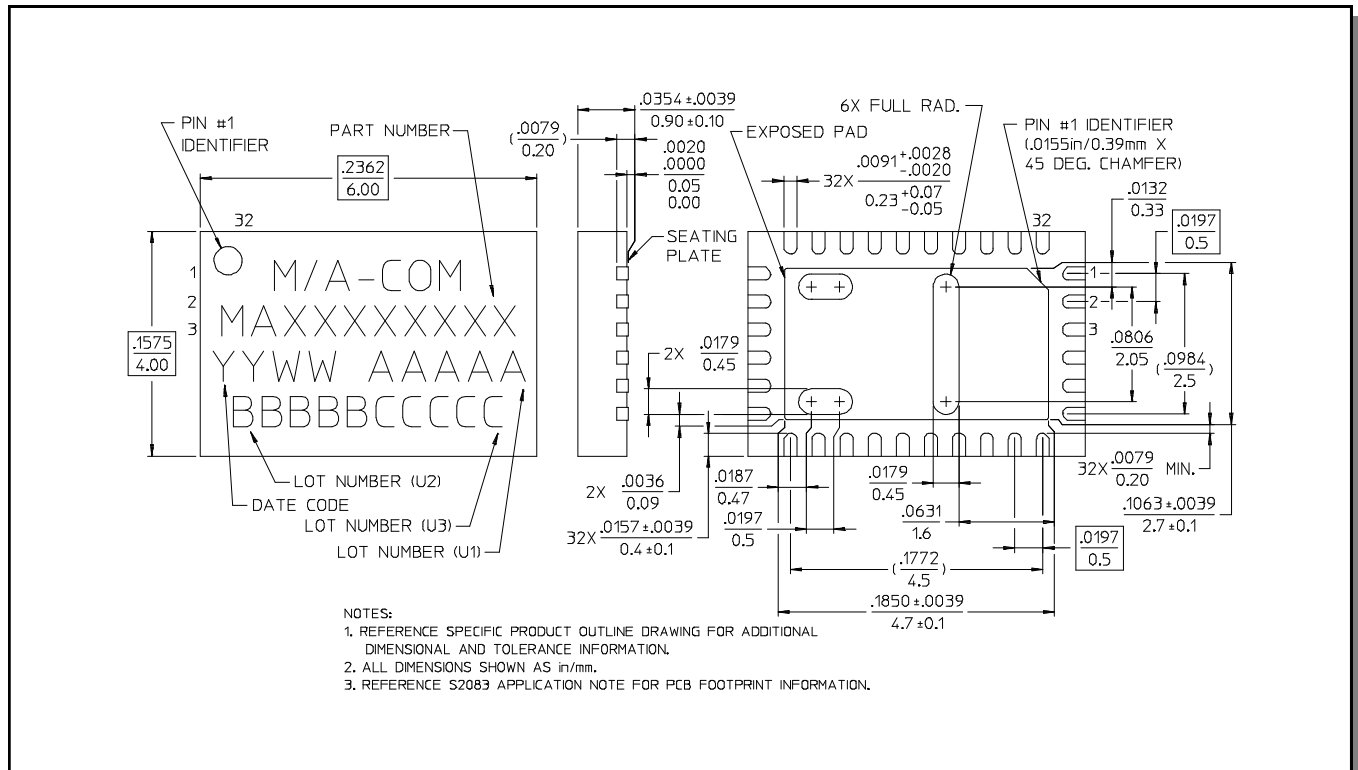 PIN #1
IDENTIFIER
PART NUMBER
.2362
6.00
32
1
2
3
.1575
4.00
M/A-COM
MAXXXXXXXXX
YYWW AAAAA
BBBBBCCCCC
LOT NUMBER (U2)
DATE CODE
LOT NUMBER (U3)
LOT NUMBER (U1)
.0354 ±.0039
0.90 ±0.10
(.0079)
0.20
.0020
.0000
0.05
0.00
SEATING
PLATE
EXPOSED PAD
6X FULL RAD.
32X .0091 +.0028
-.0020
0.23 +0.07
-0.05
PIN #1 IDENTIFIER
(.0155in/0.39mm X
45 DEG. CHAMFER)
32
.0132
0.33
.0197
0.5
1
2
3
.0806
2.05
(.0984)
2.5
2X .0179
0.45
2X .0036
0.09
32X .0157 ±.0039
0.4 ±0.1
.0187
0.47
.0197
0.5
.0179
0.45
.0631
1.6
32X .0079 MIN.
0.20
.1063 ±.0039
2.7 ±0.1
.0197
0.5
(.1772)
4.5
.1850 ±.0039
4.7 ±0.1
NOTES:
1. REFERENCE SPECIFIC PRODUCT OUTLINE DRAWING FOR ADDITIONAL
DIMENSIONAL AND TOLERANCE INFORMATION.
2. ALL DIMENSIONS SHOWN AS in/mm.
3. REFERENCE S2083 APPLICATION NOTE FOR PCB FOOTPRINT INFORMATION.